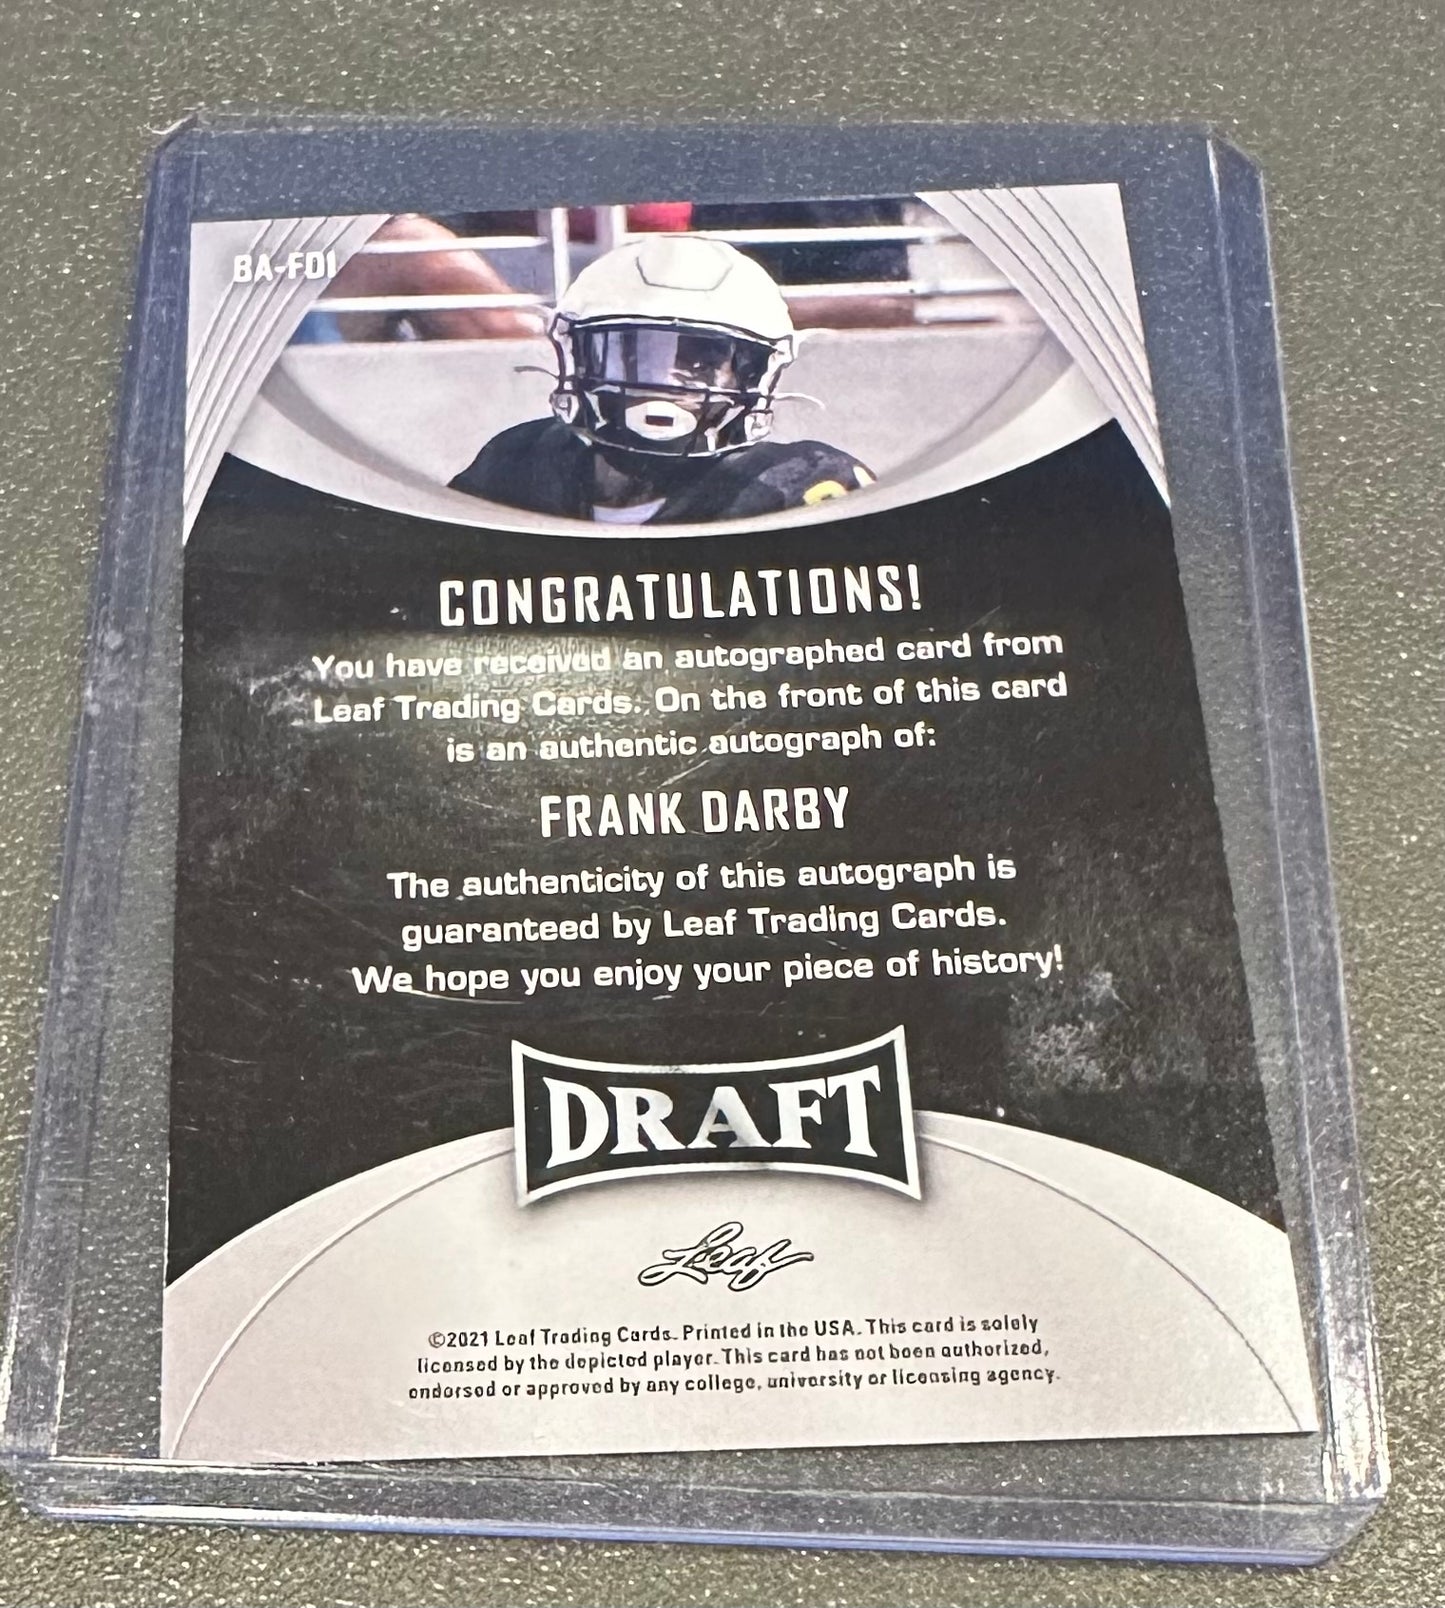 BA-FD1
CONGRATULATIONS!
You have received an autographed card from
Leaf Trading Cards. On the front of this card
is an authentic autograph of:
FRANK DARBY
The authenticity of this autograph is
guaranteed by Leaf Trading Cards.
We hope you enjoy your piece of history!
DRAFT
Leaf
©2021 Leaf Trading Cards. Printed in the USA. This card is solely
licensed by the depicted player. This card has not been authorized,
endorsed or approved by any college, university or licensing agency.